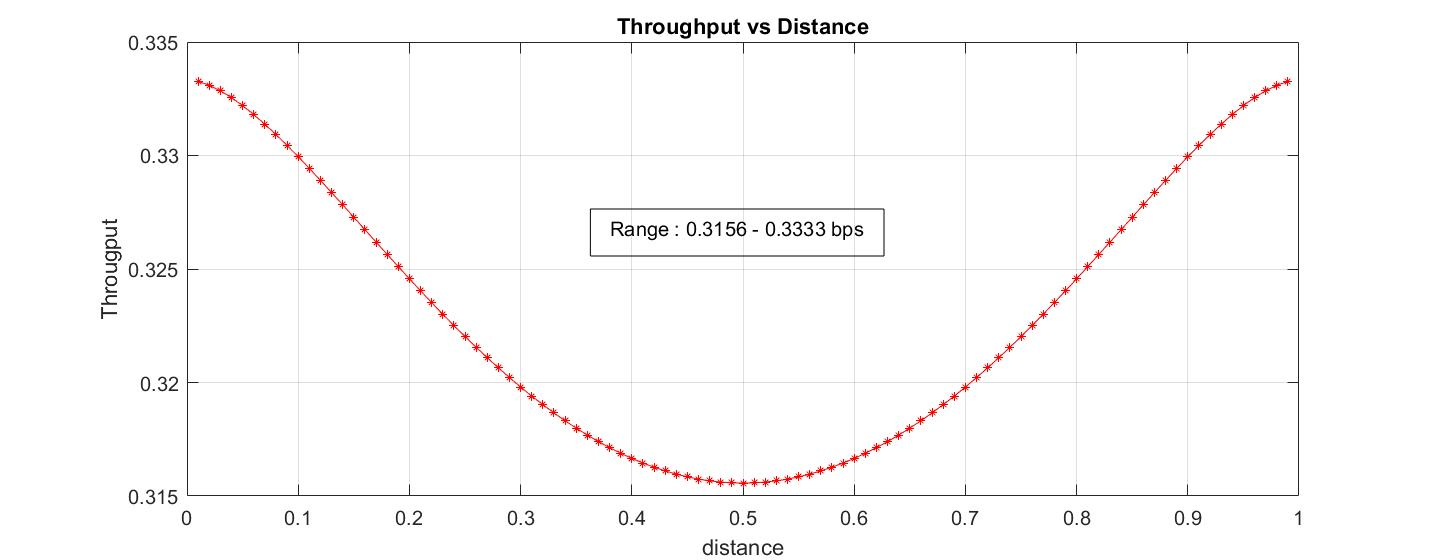 Throughput vs Distance
0.335
0.33
0.325
0.32
0.315
Througput
Range : 0.3156 - 0.3333 bps
0 0.1 0.2 0.3 0.4 0.5 0.6 0.7 0.8 0.9 1
distance